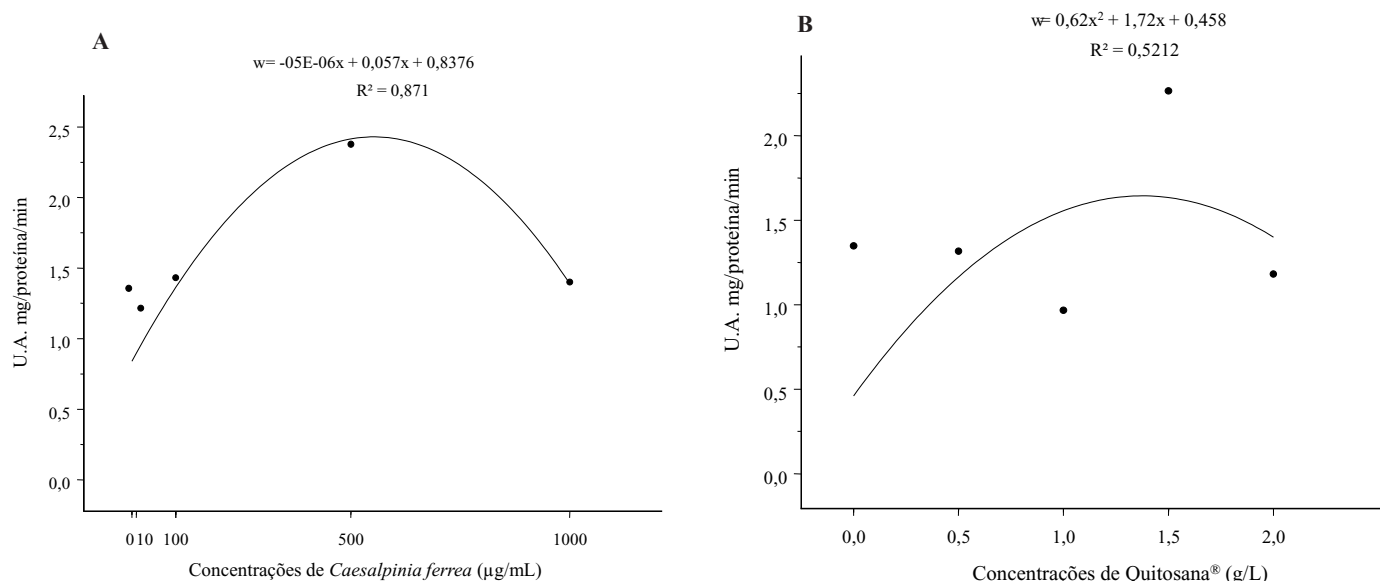 A
w= -05E-06x + 0,057x + 0,8376
R² = 0,871
U.A. mg/proteína/min
2,5
2,0
1,5
1,0
0,5
0,0
0 10 100 500 1000
Concentrações de Caesalpinia ferrea (µg/mL)
B
w= 0,62x² + 1,72x + 0,458
R² = 0,5212
U.A. mg/proteína/min
2,0
1,5
1,0
0,5
0,0
0,0 0,5 1,0 1,5 2,0
Concentrações de Quitosana® (g/L)